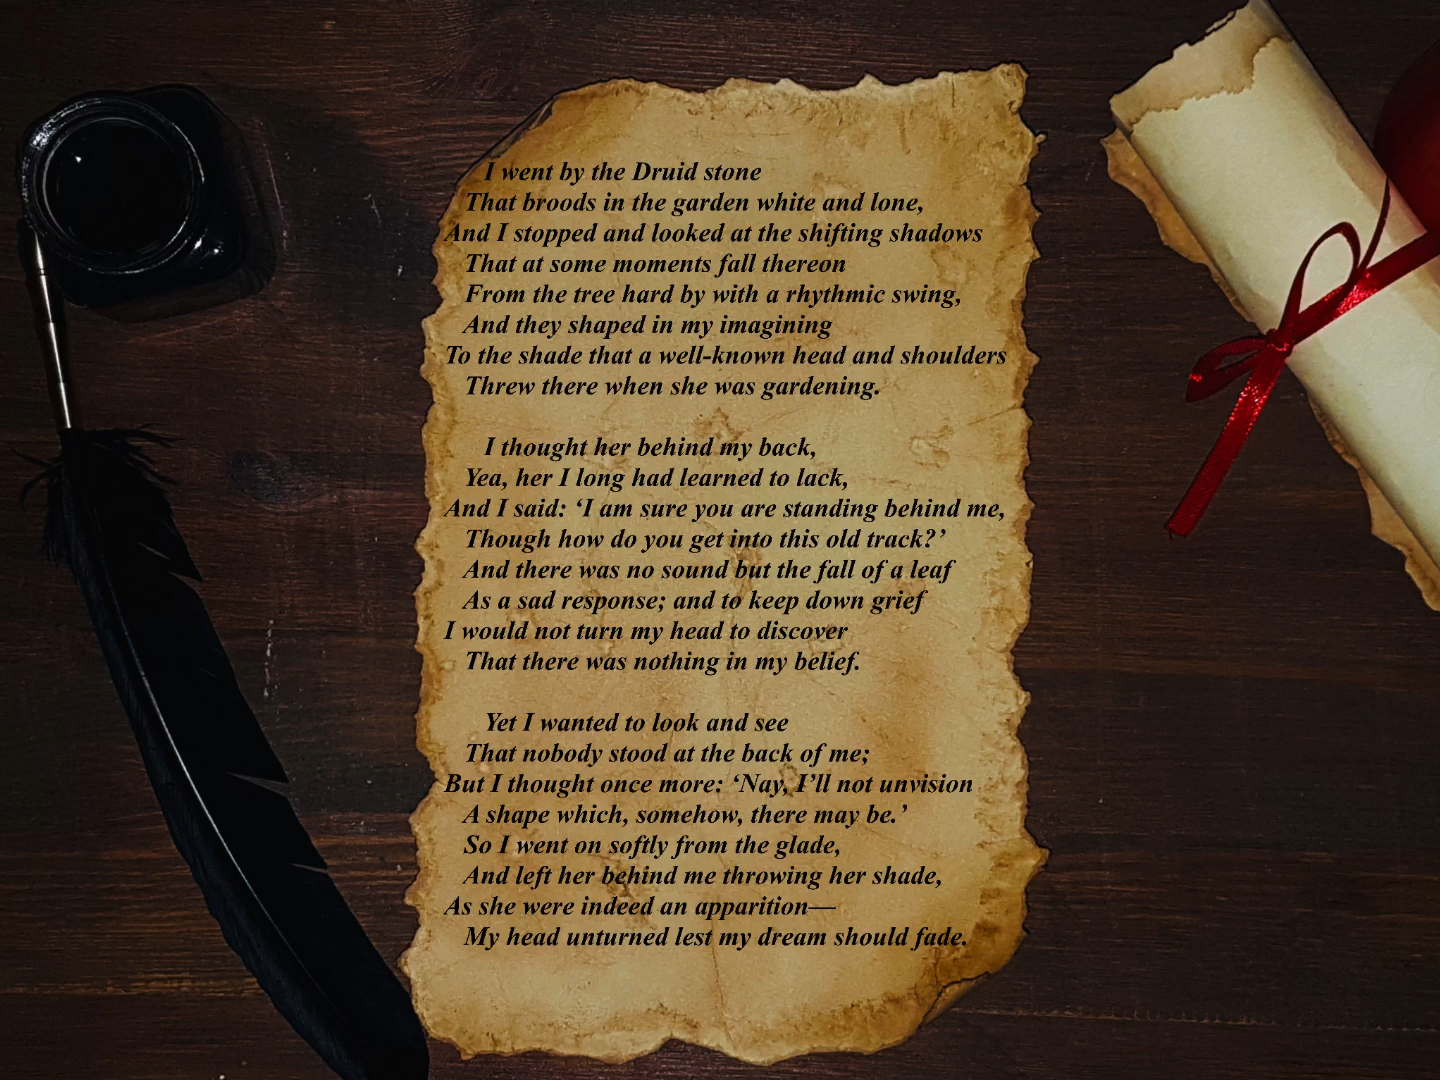 I went by the Druid stone
That broods in the garden white and lone,
And I stopped and looked at the shifting shadows
That at some moments fall thereon
From the tree hard by with a rhythmic swing,
And they shaped in my imagining
To the shade that a well-known head and shoulders
Threw there when she was gardening.

I thought her behind my back,
Yea, her I long had learned to lack,
And I said: ‘I am sure you are standing behind me,
Though how do you get into this old track?’
And there was no sound but the fall of a leaf
As a sad response; and to keep down grief
I would not turn my head to discover
That there was nothing in my belief.

Yet I wanted to look and see
That nobody stood at the back of me;
But I thought once more: ‘Nay, I’ll not unvision
A shape which, somehow, there may be.’
So I went on softly from the glade,
And left her behind me throwing her shade,
As she were indeed an apparition—
My head unturned lest my dream should fade.